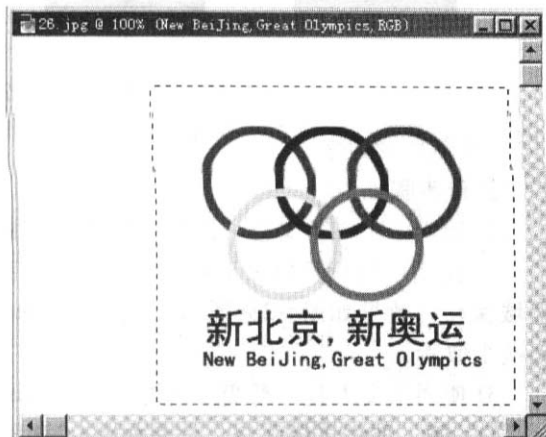 26.jpg @ 100% (New BeiJing,Great Olympics,RGB)
新北京,新奥运
New BeiJing,Great Olympics